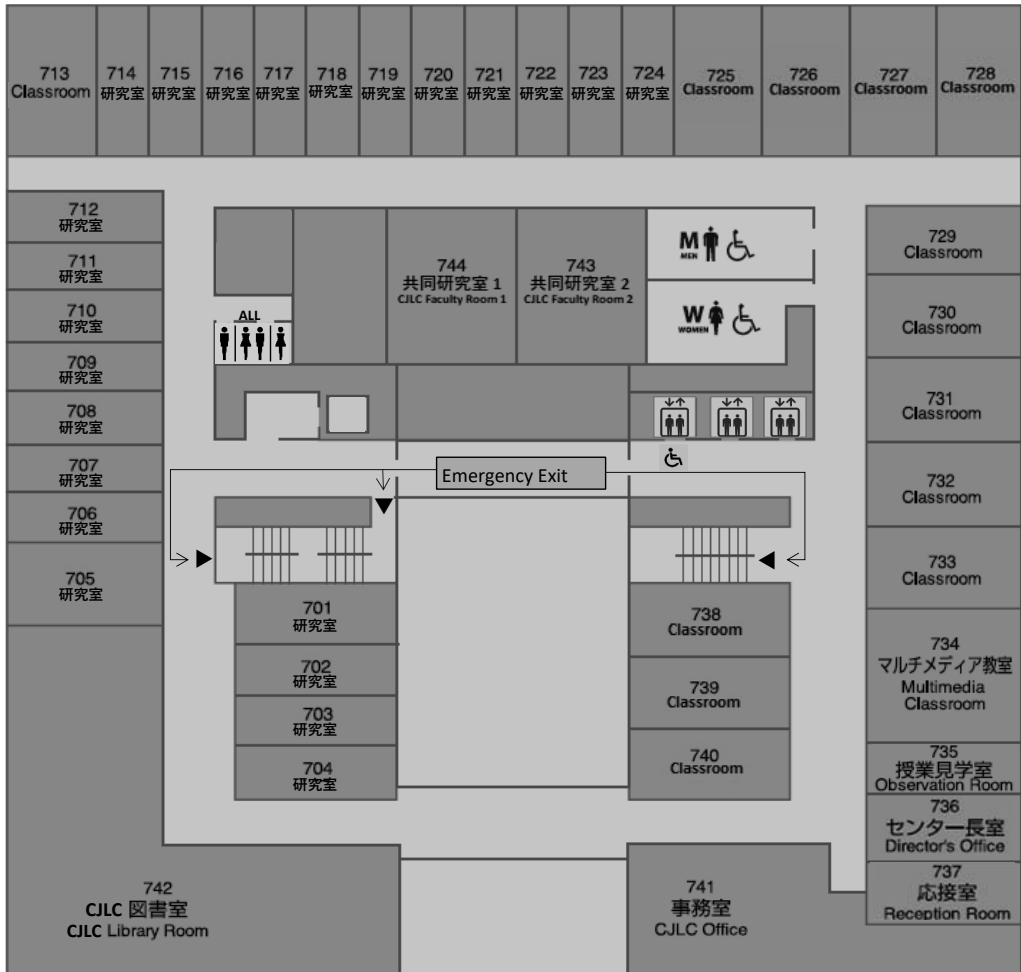 713
Classroom
714
研究室
715
研究室
716
研究室
717
研究室
718
研究室
719
研究室
720
研究室
721
研究室
722
研究室
723
研究室
724
研究室
725
Classroom
726
Classroom
727
Classroom
728
Classroom
712
研究室
711
研究室
710
研究室
709
研究室
708
研究室
707
研究室
706
研究室
705
研究室
ALL
744
共同研究室 1
CJLC Faculty Room 1
743
共同研究室 2
CJLC Faculty Room 2
M
MEN
W
WOMEN
729
Classroom
730
Classroom
731
Classroom
732
Classroom
733
Classroom
734
マルチメディア教室
Multimedia
Classroom
735
授業見学室
Observation Room
736
センター長室
Director's Office
737
応接室
Reception Room
Emergency Exit
701
研究室
702
研究室
703
研究室
704
研究室
738
Classroom
739
Classroom
740
Classroom
742
CJLC 図書室
CJLC Library Room
741
事務室
CJLC Office